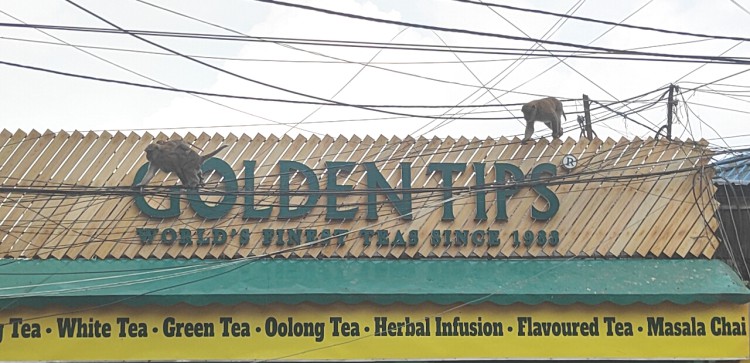 GOLDEN TIPS ®
WORLD'S FINEST TEAS SINCE 1933
Tea · White Tea · Green Tea · Oolong Tea · Herbal Infusion · Flavoured Tea · Masala Chai